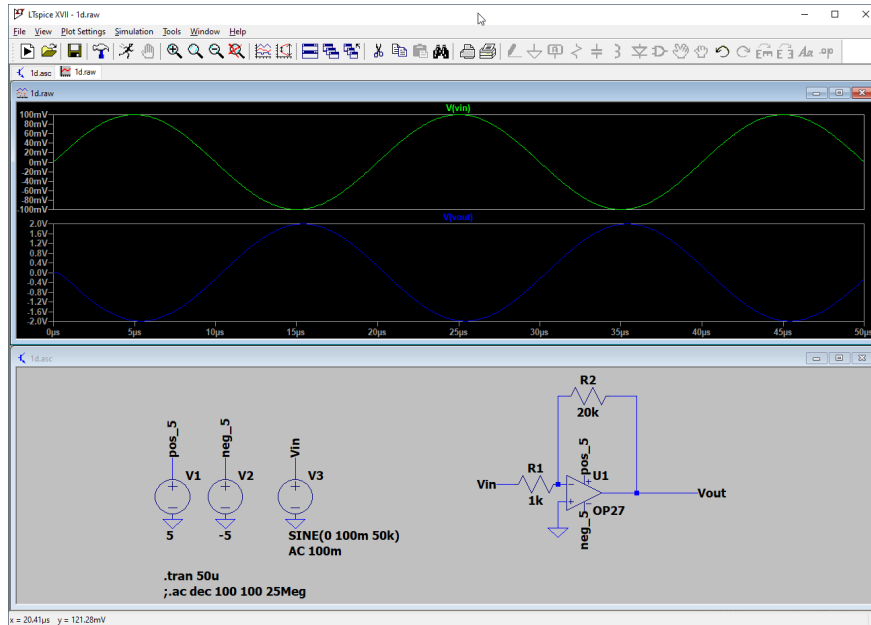 LTspice XVII - 1d.raw
File View Plot Settings Simulation Tools Window Help
1d.asc 1d.raw
1d.raw
V(vin)
100mV
80mV
60mV
40mV
20mV
0mV
-20mV
-40mV
-60mV
-80mV
-100mV
V(vout)
2.0V
1.6V
1.2V
0.8V
0.4V
0.0V
-0.4V
-0.8V
-1.2V
-1.6V
-2.0V
0µs 5µs 10µs 15µs 20µs 25µs 30µs 35µs 40µs 45µs 50µs
1d.asc
pos_5
V1
5
neg_5
V2
-5
Vin
V3
SINE(0 100m 50k)
AC 100m
.tran 50u
;.ac dec 100 100 25Meg
R2
20k
Vin
R1
1k
pos_5
U1
OP27
neg_5
Vout
x = 20.41µs y = 121.28mV